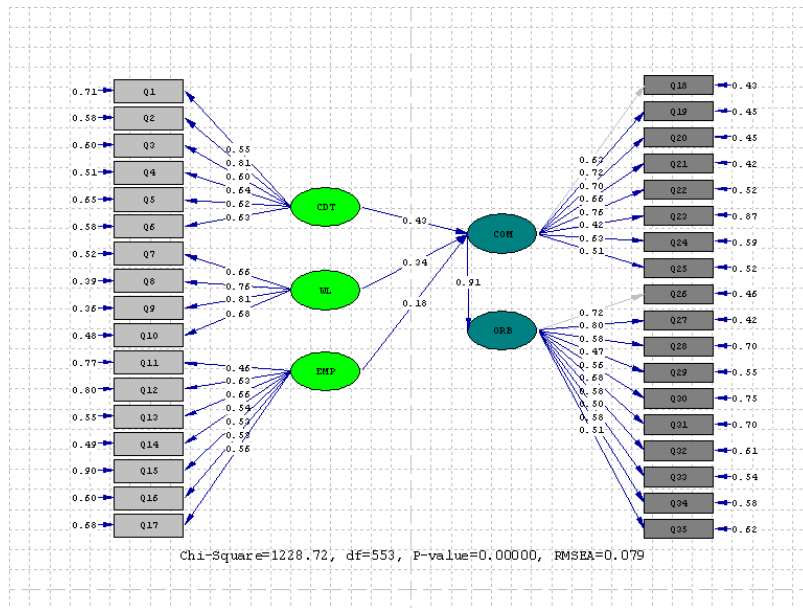 0.71 Q1
0.58 Q2
0.60 Q3
0.51 Q4
0.65 Q5
0.58 Q6
0.52 Q7
0.39 Q8
0.36 Q9
0.48 Q10
0.77 Q11
0.80 Q12
0.55 Q13
0.49 Q14
0.90 Q15
0.60 Q16
0.68 Q17
0.55
0.81
0.60
0.64
0.62
0.63
0.66
0.76
0.81
0.68
0.46
0.63
0.66
0.54
0.53
0.53
0.56
CDT
WL
EMP
0.43
0.34
0.18
COM
0.91
ORB
0.63
0.72
0.70
0.66
0.76
0.42
0.63
0.51
0.72
0.80
0.58
0.47
0.56
0.68
0.58
0.50
0.58
0.51
Q18 0.43
Q19 0.45
Q20 0.45
Q21 0.42
Q22 0.52
Q23 0.87
Q24 0.59
Q25 0.52
Q26 0.46
Q27 0.42
Q28 0.70
Q29 0.55
Q30 0.75
Q31 0.70
Q32 0.61
Q33 0.54
Q34 0.58
Q35 0.62
Chi-Square=1228.72, df=553, P-value=0.00000, RMSEA=0.079